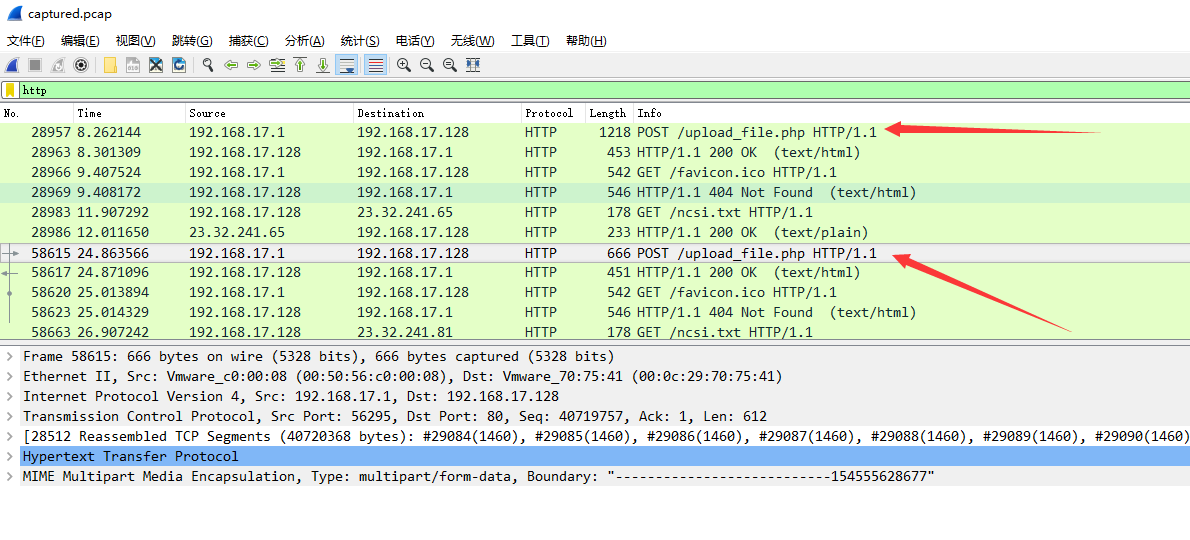 captured.pcap
文件(F) 编辑(E) 视图(V) 跳转(G) 捕获(C) 分析(A) 统计(S) 电话(Y) 无线(W) 工具(T) 帮助(H)
http
No. Time Source Destination Protocol Length Info
28957 8.262144 192.168.17.1 192.168.17.128 HTTP 1218 POST /upload_file.php HTTP/1.1
28963 8.301309 192.168.17.128 192.168.17.1 HTTP 453 HTTP/1.1 200 OK (text/html)
28966 9.407524 192.168.17.1 192.168.17.128 HTTP 542 GET /favicon.ico HTTP/1.1
28969 9.408172 192.168.17.128 192.168.17.1 HTTP 546 HTTP/1.1 404 Not Found (text/html)
28983 11.907292 192.168.17.128 23.32.241.65 HTTP 178 GET /ncsi.txt HTTP/1.1
28986 12.011650 23.32.241.65 192.168.17.128 HTTP 233 HTTP/1.1 200 OK (text/plain)
58615 24.863566 192.168.17.1 192.168.17.128 HTTP 666 POST /upload_file.php HTTP/1.1
58617 24.871096 192.168.17.128 192.168.17.1 HTTP 451 HTTP/1.1 200 OK (text/html)
58620 25.013894 192.168.17.1 192.168.17.128 HTTP 542 GET /favicon.ico HTTP/1.1
58623 25.014329 192.168.17.128 192.168.17.1 HTTP 546 HTTP/1.1 404 Not Found (text/html)
58663 26.907242 192.168.17.128 23.32.241.81 HTTP 178 GET /ncsi.txt HTTP/1.1
Frame 58615: 666 bytes on wire (5328 bits), 666 bytes captured (5328 bits)
Ethernet II, Src: Vmware_c0:00:08 (00:50:56:c0:00:08), Dst: Vmware_70:75:41 (00:0c:29:70:75:41)
Internet Protocol Version 4, Src: 192.168.17.1, Dst: 192.168.17.128
Transmission Control Protocol, Src Port: 56295, Dst Port: 80, Seq: 40719757, Ack: 1, Len: 612
[28512 Reassembled TCP Segments (40720368 bytes): #29084(1460), #29085(1460), #29086(1460), #29087(1460), #29088(1460), #29089(1460), #29090(1460)
Hypertext Transfer Protocol
MIME Multipart Media Encapsulation, Type: multipart/form-data, Boundary: "---------------------------154555628677"